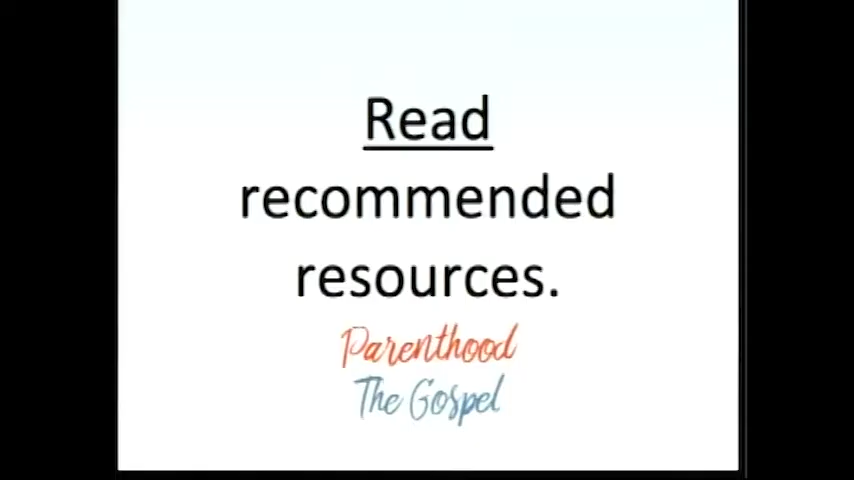 Read
recommended
resources.
Parenthood
The Gospel